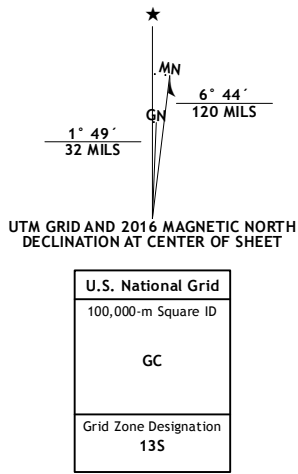 MN
GN
6° 44´
120 MILS
1° 49´
32 MILS
UTM GRID AND 2016 MAGNETIC NORTH
DECLINATION AT CENTER OF SHEET
U.S. National Grid
100,000-m Square ID
GC
Grid Zone Designation
13S